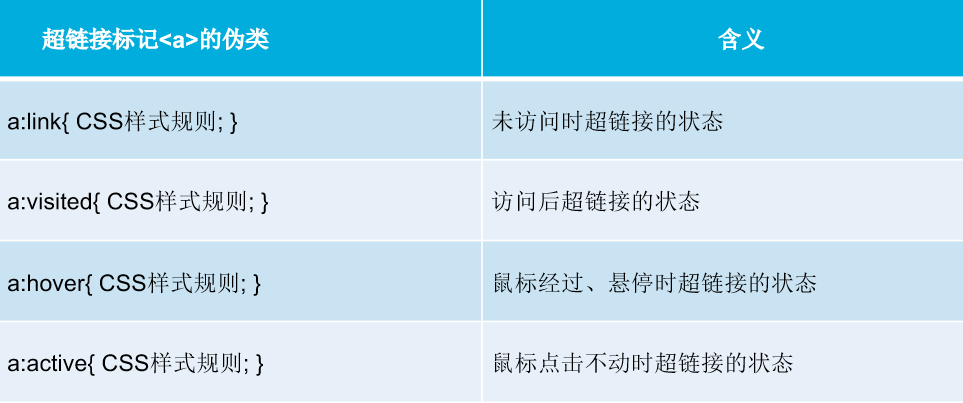 超链接标记<a>的伪类 含义
a:link{ CSS样式规则; } 未访问时超链接的状态
a:visited{ CSS样式规则; } 访问后超链接的状态
a:hover{ CSS样式规则; } 鼠标经过、悬停时超链接的状态
a:active{ CSS样式规则; } 鼠标点击不动时超链接的状态